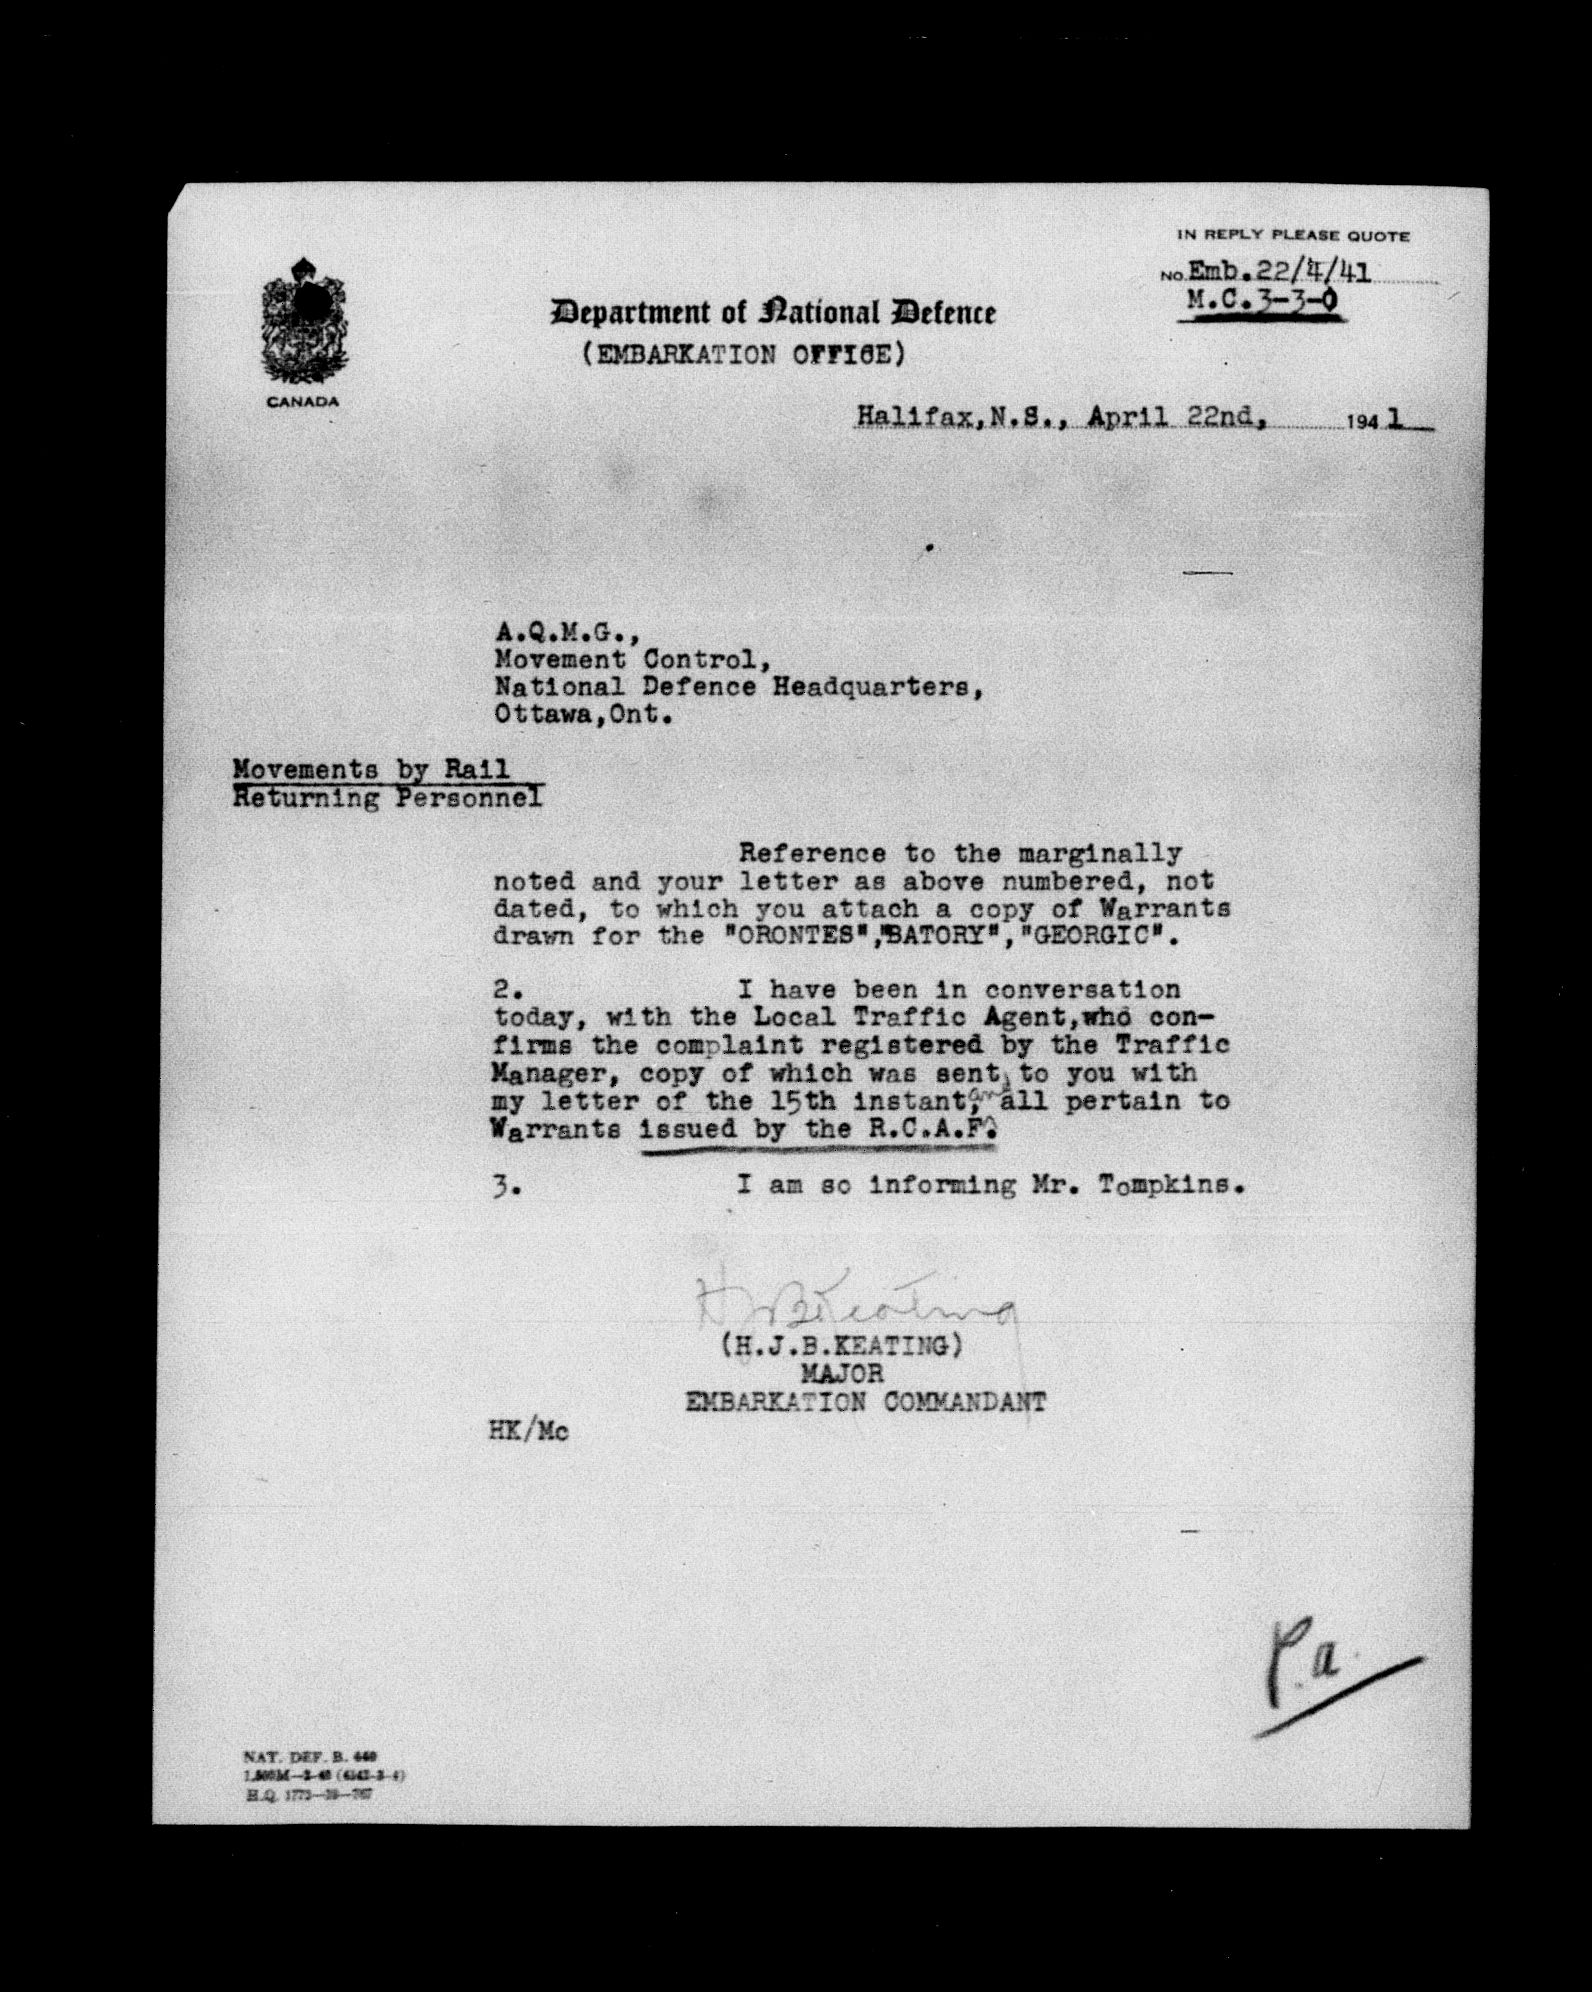 IN REPLY PLEASE QUOTE
No. Emb.22/4/41
M.C.3-3-0
Department of National Defence
(EMBARKATION OFFICE)
CANADA
Halifax,N.S., April 22nd, 1941
A.Q.M.G.,
Movement Control,
National Defence Headquarters,
Ottawa,Ont.
Movements by Rail
Returning Personnel
Reference to the marginally
noted and your letter as above numbered, not
dated, to which you attach a copy of Warrants
drawn for the "ORONTES","BATORY","GEORGIC".
2. I have been in conversation
today, with the Local Traffic Agent,who con-
firms the complaint registered by the Traffic
Manager, copy of which was sent, to you with
my letter of the 15th instant, all pertain to
Warrants issued by the R.C.A.F.
3. I am so informing Mr. Tompkins.
HJBKeating
(H.J.B.KEATING)
MAJOR
EMBARKATION COMMANDANT
HK/Mc
P.a.
NAT. DEF. B.
H.Q. 1772-39-